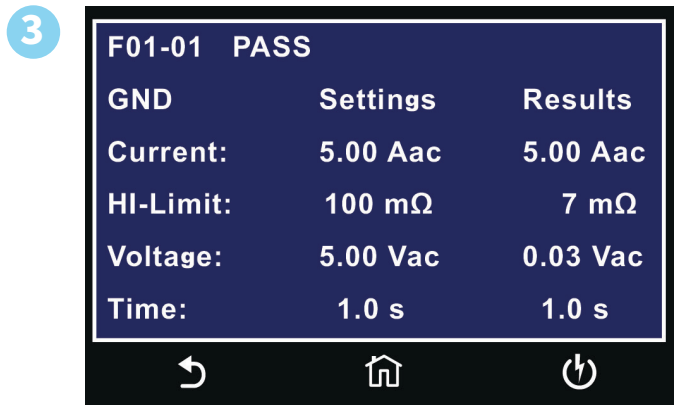 3
F01-01 PASS
GND Settings Results
Current: 5.00 Aac 5.00 Aac
HI-Limit: 100 mΩ 7 mΩ
Voltage: 5.00 Vac 0.03 Vac
Time: 1.0 s 1.0 s